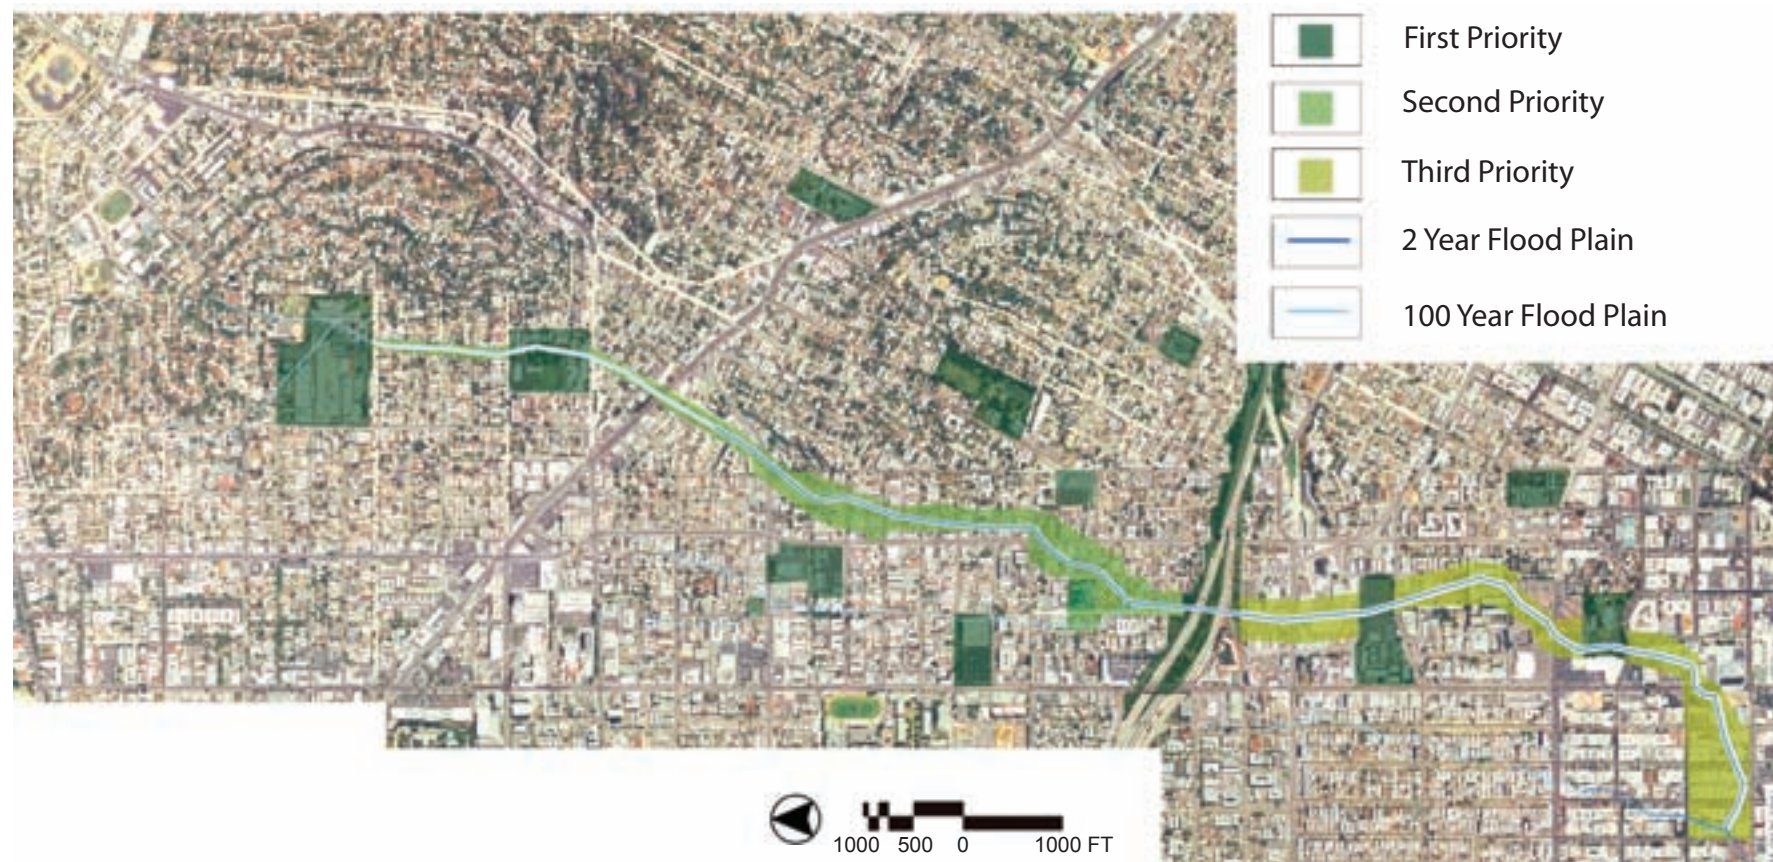 First Priority
Second Priority
Third Priority
2 Year Flood Plain
100 Year Flood Plain
1000 500 0 1000 FT